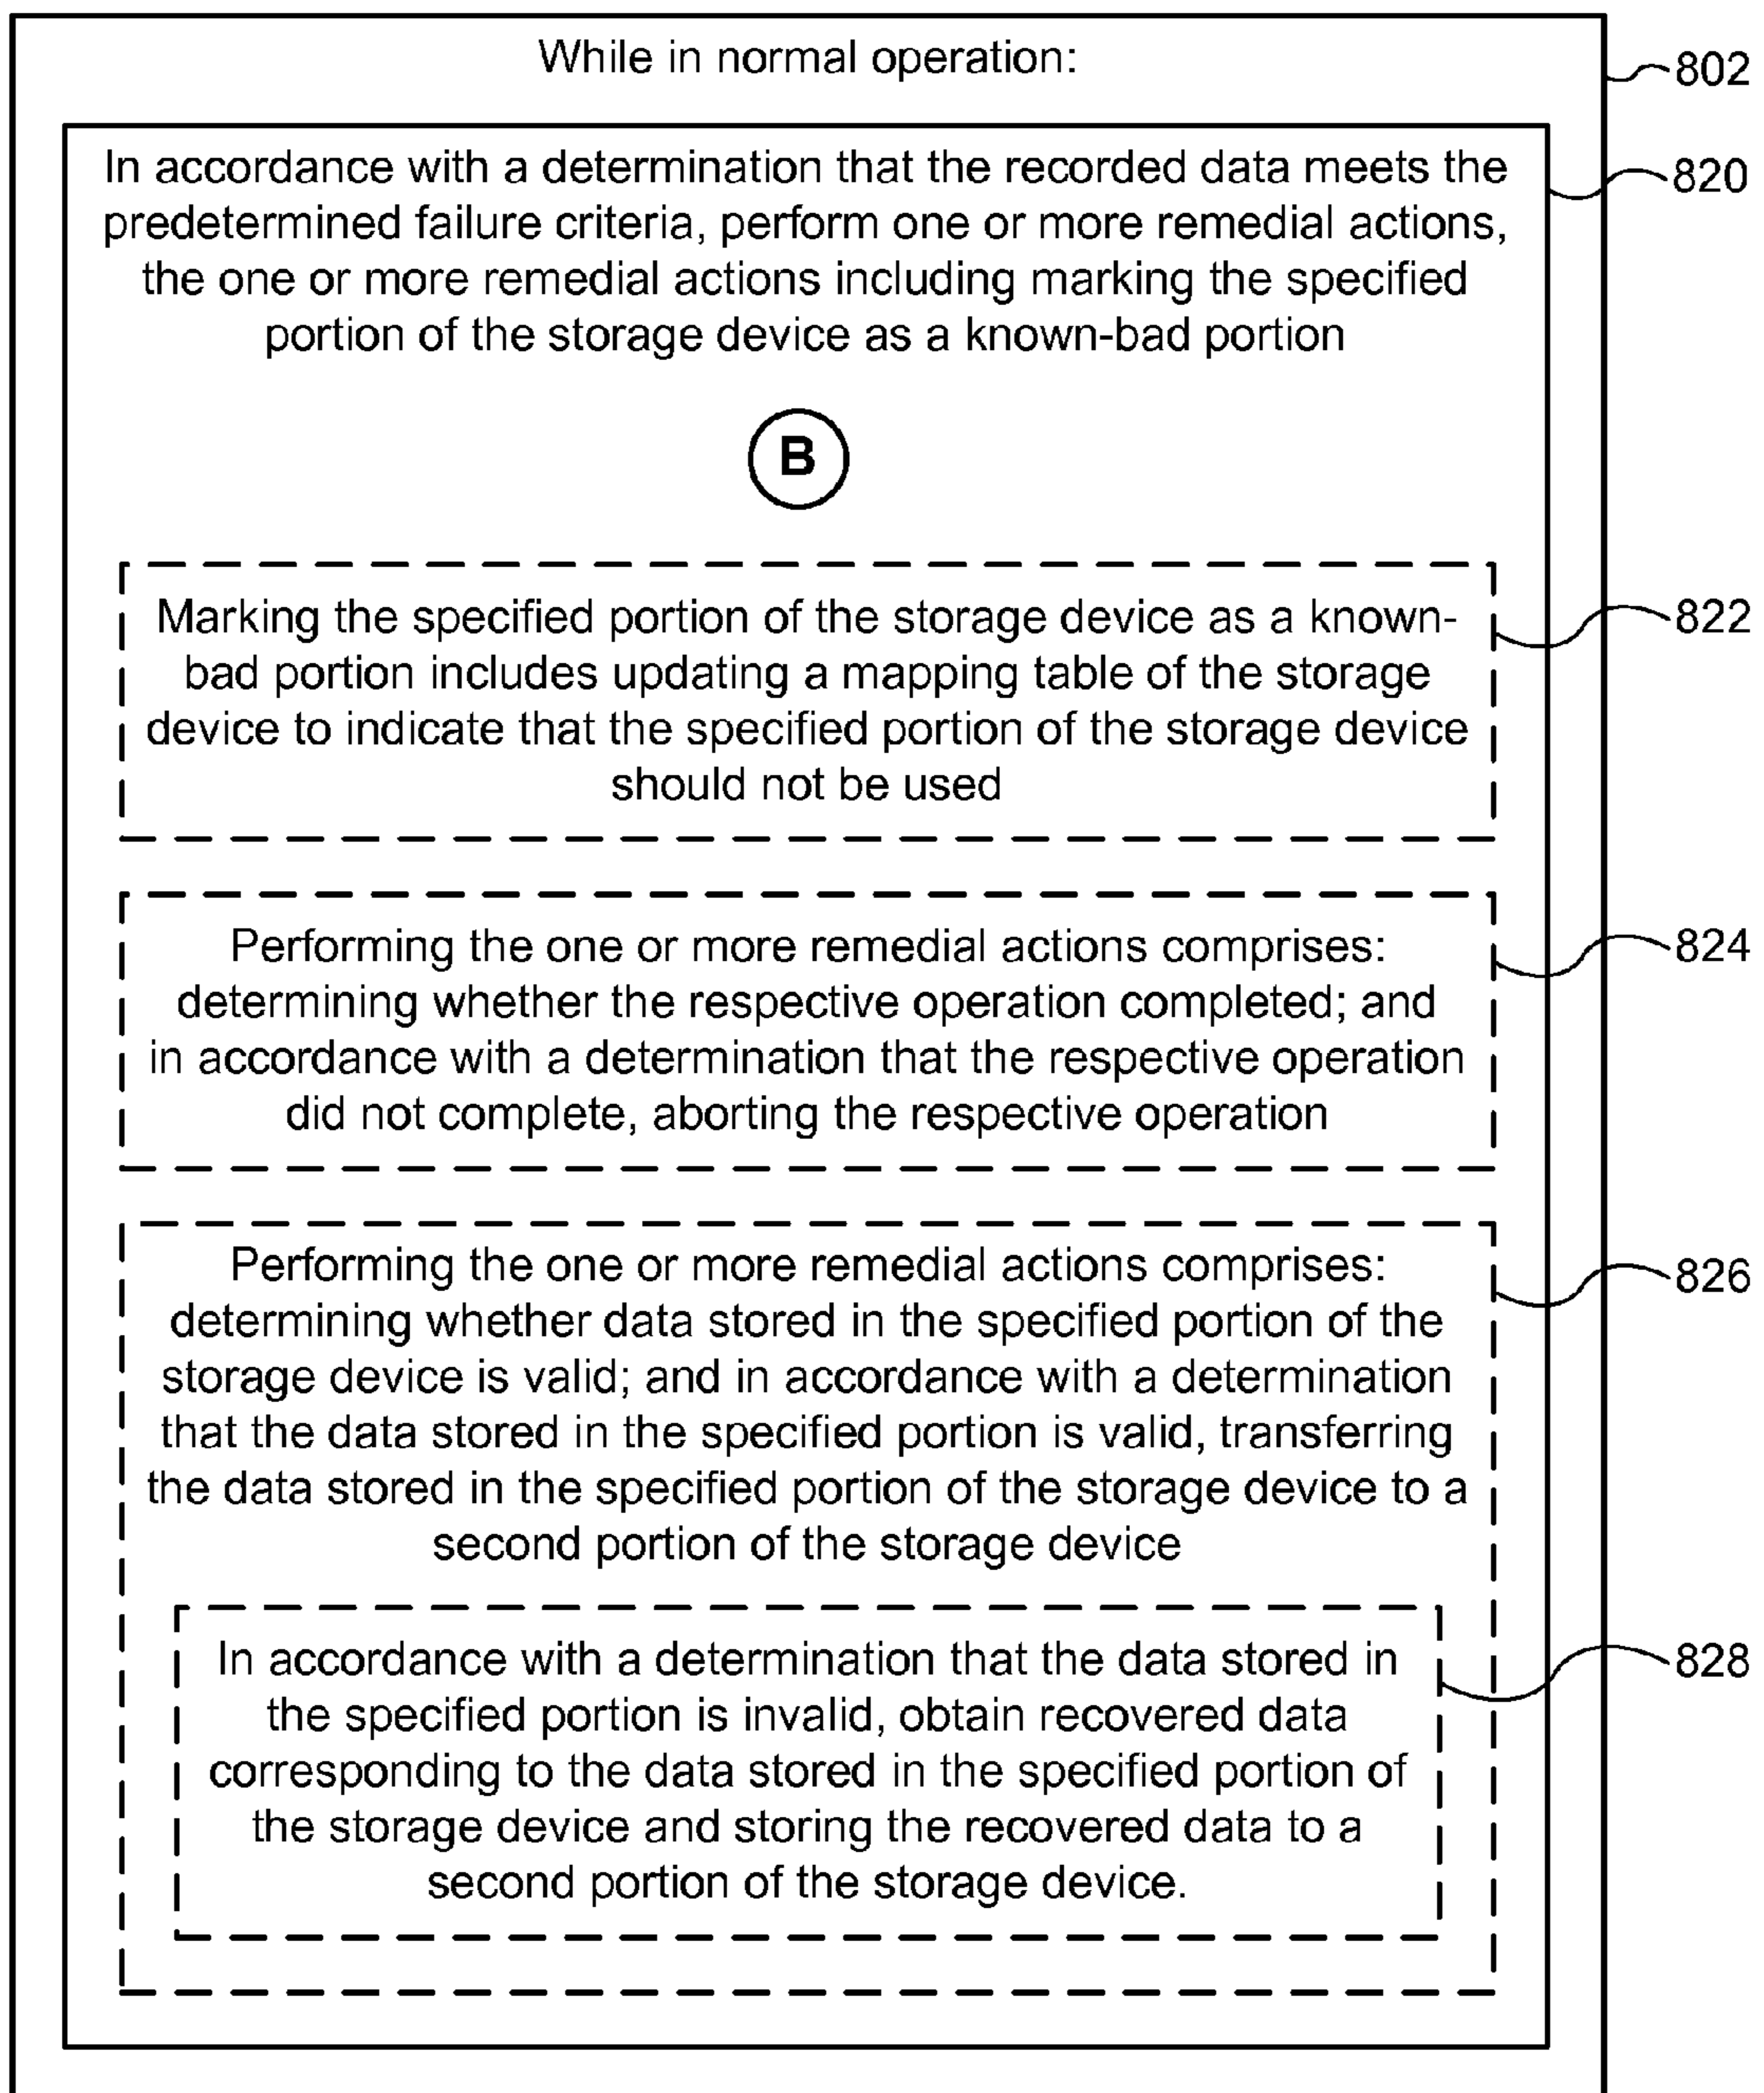 While in normal operation:
802
In accordance with a determination that the recorded data meets the
820
predetermined failure criteria, perform one or more remedial actions,
the one or more remedial actions including marking the specified
portion of the storage device as a known-bad portion
B
Marking the specified portion of the storage device as a known-
822
bad portion includes updating a mapping table of the storage
device to indicate that the specified portion of the storage device
should not be used
Performing the one or more remedial actions comprises:
824
determining whether the respective operation completed; and
in accordance with a determination that the respective operation
did not complete, aborting the respective operation
Performing the one or more remedial actions comprises:
826
determining whether data stored in the specified portion of the
storage device is valid; and in accordance with a determination
that the data stored in the specified portion is valid, transferring
the data stored in the specified portion of the storage device to a
second portion of the storage device
In accordance with a determination that the data stored in
828
the specified portion is invalid, obtain recovered data
corresponding to the data stored in the specified portion of
the storage device and storing the recovered data to a
second portion of the storage device.